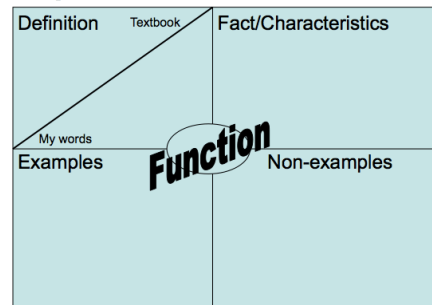 Definition
Textbook
My words
Fact/Characteristics
Function
Examples
Non-examples